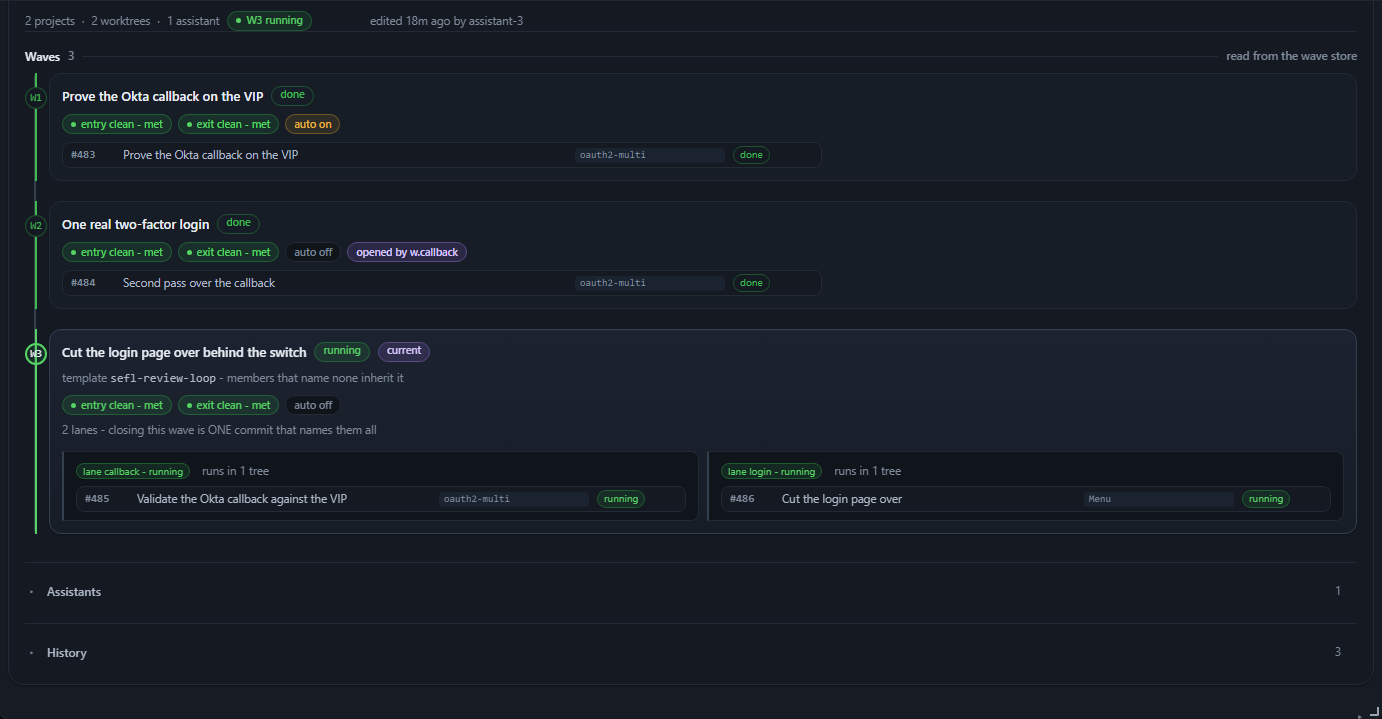 2 projects · 2 worktrees · 1 assistant • W3 running edited 18m ago by assistant-3
Waves 3 read from the wave store
W1 Prove the Okta callback on the VIP done
• entry clean - met • exit clean - met auto on
#483 Prove the Okta callback on the VIP oauth2-multi done
W2 One real two-factor login done
• entry clean - met • exit clean - met auto off opened by w.callback
#484 Second pass over the callback oauth2-multi done
W3 Cut the login page over behind the switch running current
template sefl-review-loop - members that name none inherit it
• entry clean - met • exit clean - met auto off
2 lanes - closing this wave is ONE commit that names them all
lane callback - running runs in 1 tree
#485 Validate the Okta callback against the VIP oauth2-multi running
lane login - running runs in 1 tree
#486 Cut the login page over Menu running
• Assistants 1
• History 3